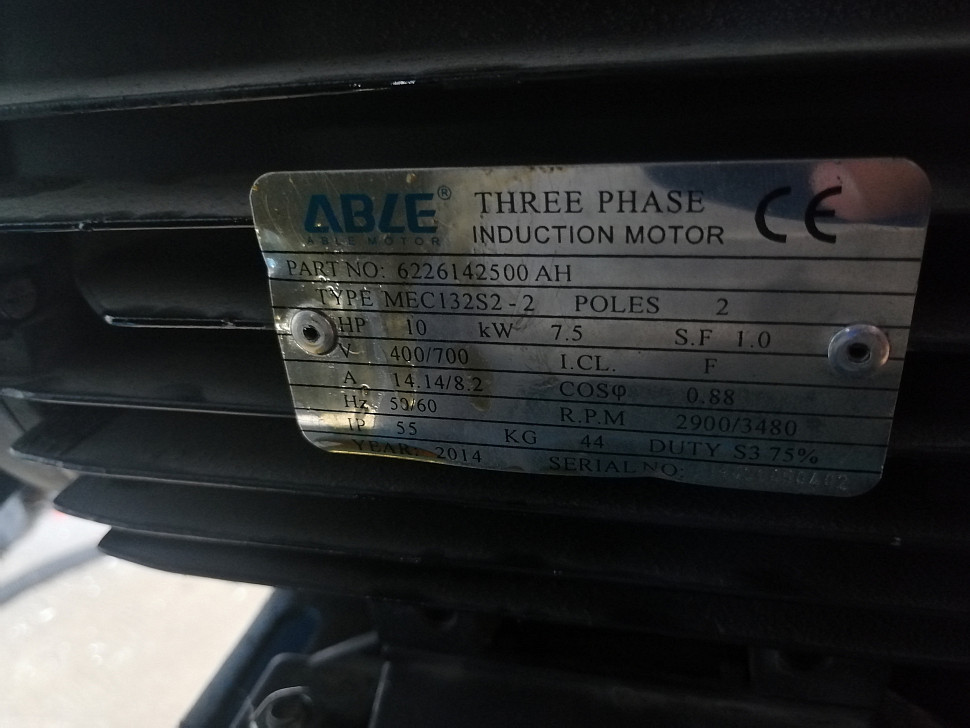 ABLE® THREE PHASE CE
ABLE MOTOR INDUCTION MOTOR
PART NO: 6226142500 AH
TYPE MEC132S2 - 2 POLES 2
HP 10 kW 7.5 S.F 1.0
V 400/700 I.CL. F
A 14.14/8.2 COSφ 0.88
Hz 50/60 R.P.M 2900/3480
IP 55 KG 44 DUTY S3 75%
YEAR: 2014 SERIAL NO: